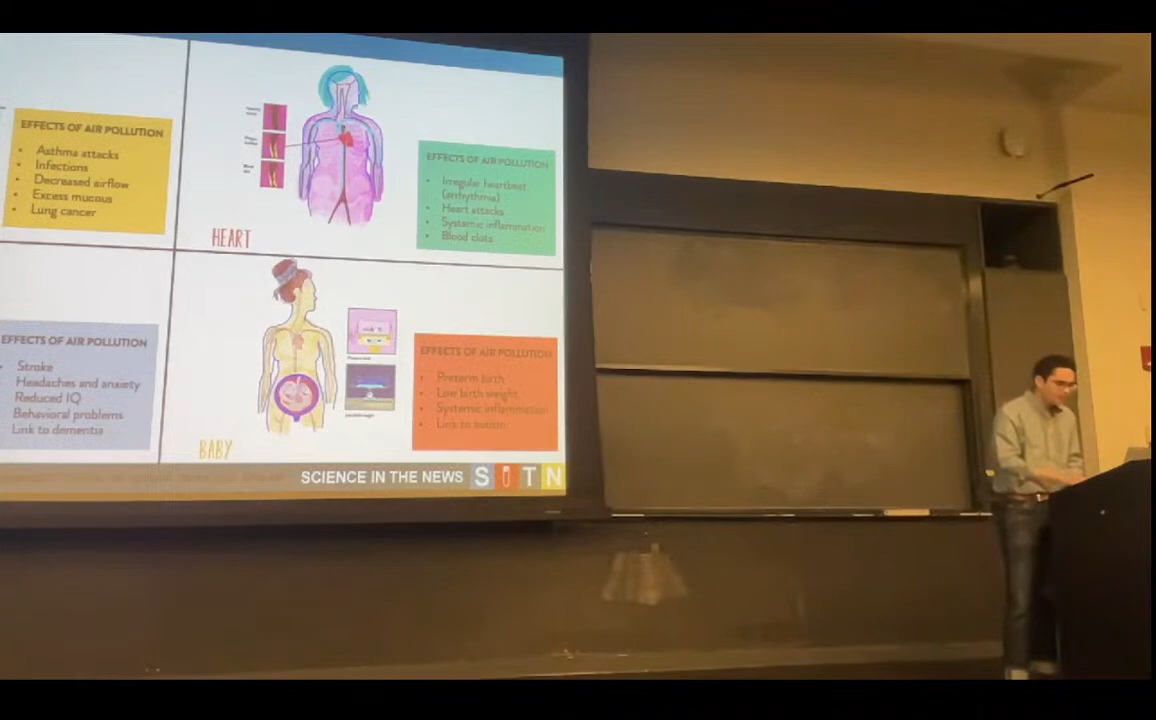 EFFECTS OF AIR POLLUTION
• Asthma attacks
• Infections
• Decreased airflow
• Excess mucous
• Lung cancer
HEART
EFFECTS OF AIR POLLUTION
• Irregular heartbeat
(arrhythmia)
• Heart attacks
• Systemic inflammation
• Blood clots
EFFECTS OF AIR POLLUTION
• Stroke
Headaches and anxiety
Reduced IQ
Behavioral problems
Link to dementia
BABY
EFFECTS OF AIR POLLUTION
• Preterm birth
• Low birth weight
• Systemic inflammation
• Link to autism
SCIENCE IN THE NEWS SITN